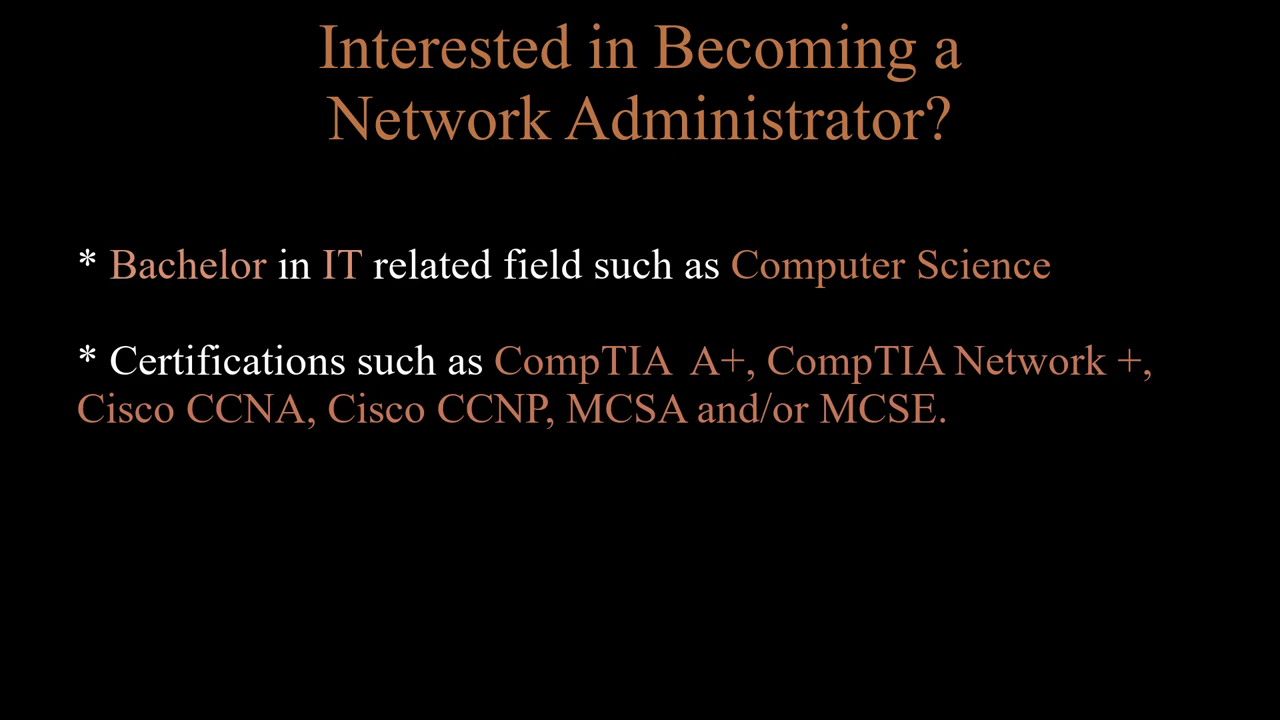 Interested in Becoming a
Network Administrator?
* Bachelor in IT related field such as Computer Science
* Certifications such as CompTIA A+, CompTIA Network +,
Cisco CCNA, Cisco CCNP, MCSA and/or MCSE.